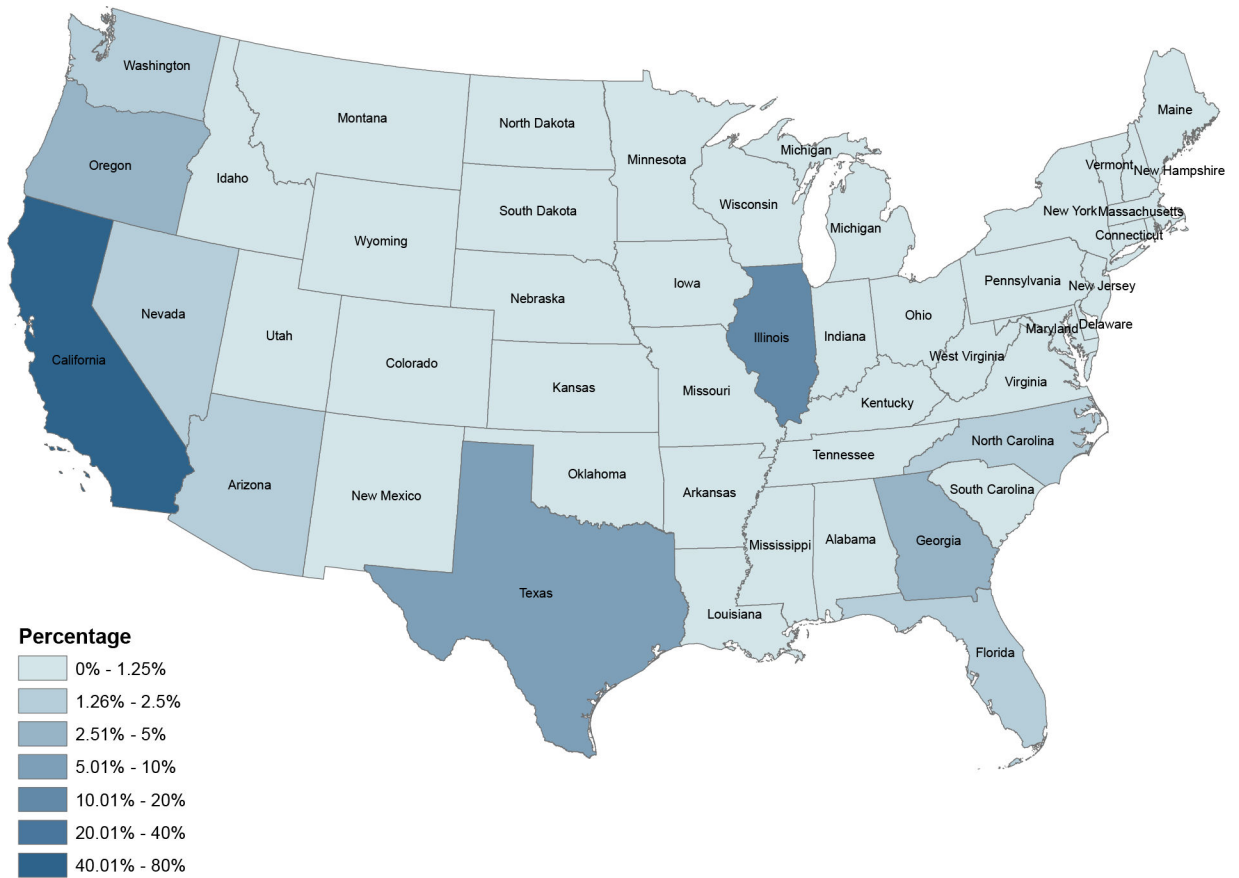 Washington
Oregon
Idaho
Montana
North Dakota
South Dakota
Minnesota
Wisconsin
Michigan
Michigan
Maine
Vermont
New Hampshire
New York
Massachusetts
Connecticut
Wyoming
Nebraska
Iowa
Pennsylvania
New Jersey
Nevada
Utah
Colorado
Kansas
Missouri
Illinois
Indiana
Ohio
West Virginia
Maryland
Delaware
Virginia
California
Kentucky
Arizona
New Mexico
Oklahoma
Arkansas
Tennessee
North Carolina
South Carolina
Texas
Louisiana
Mississippi
Alabama
Georgia
Florida
Percentage
0% - 1.25%
1.26% - 2.5%
2.51% - 5%
5.01% - 10%
10.01% - 20%
20.01% - 40%
40.01% - 80%